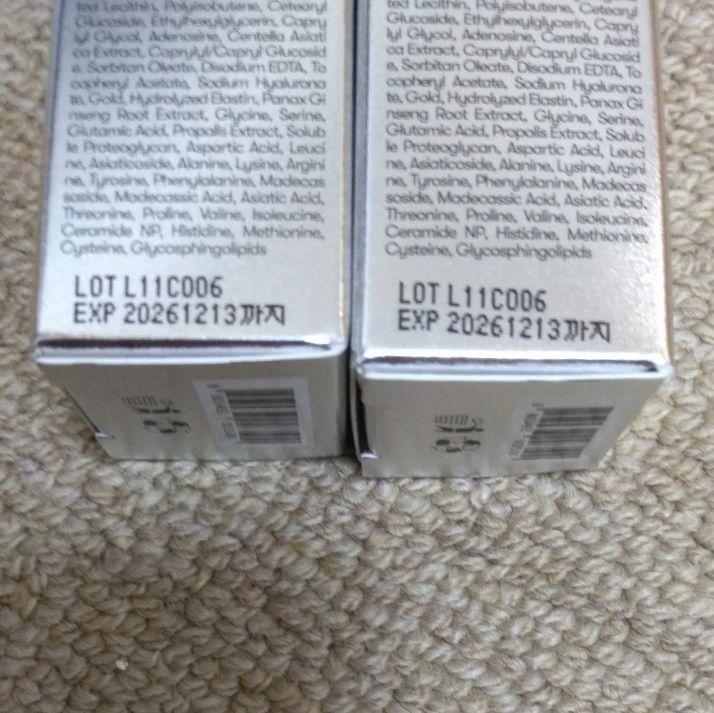 ted Lecithin, Polyisobutene, Cetearyl
Glucoside, Ethylhexylglycerin, Capry
lyl Glycol, Adenosine, Centella Asiati
ca Extract, Caprylyl/Capryl Glucosid
e, Sorbitan Oleate, Disodium EDTA, To
copheryl Acetate, Sodium Hyalurona
te, Gold, Hydrolyzed Elastin, Panax Gi
nseng Root Extract, Glycine, Serine,
Glutamic Acid, Propolis Extract, Solub
le Proteoglycan, Aspartic Acid, Leuci
ne, Asiaticoside, Alanine, Lysine, Argini
ne, Tyrosine, Phenylalanine, Madecas
soside, Madecassic Acid, Asiatic Acid,
Threonine, Proline, Valine, Isoleucine,
Ceramide NP, Histidine, Methionine,
Cysteine, Glycosphingolipids
LOT L11C006
EXP 20261213까지
ted Lecithin, Polyisobutene, Cetearyl
Glucoside, Ethylhexylglycerin, Capry
lyl Glycol, Adenosine, Centella Asiati
ca Extract, Caprylyl/Capryl Glucosid
e, Sorbitan Oleate, Disodium EDTA, To
copheryl Acetate, Sodium Hyalurona
te, Gold, Hydrolyzed Elastin, Panax Gi
nseng Root Extract, Glycine, Serine,
Glutamic Acid, Propolis Extract, Solub
le Proteoglycan, Aspartic Acid, Leuci
ne, Asiaticoside, Alanine, Lysine, Argini
ne, Tyrosine, Phenylalanine, Madecas
soside, Madecassic Acid, Asiatic Acid,
Threonine, Proline, Valine, Isoleucine,
Ceramide NP, Histidine, Methionine,
Cysteine, Glycosphingolipids
LOT L11C006
EXP 20261213까지